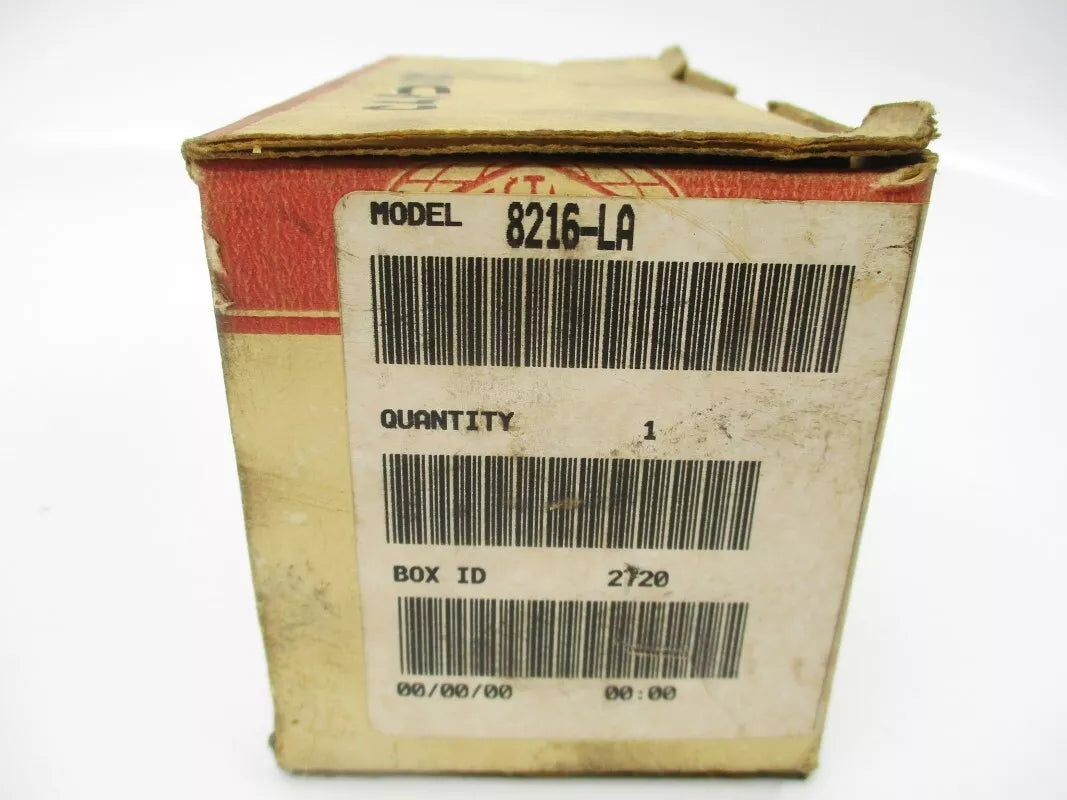 MODEL 8216-LA
QUANTITY 1
BOX ID 2720
00/00/00 00:00